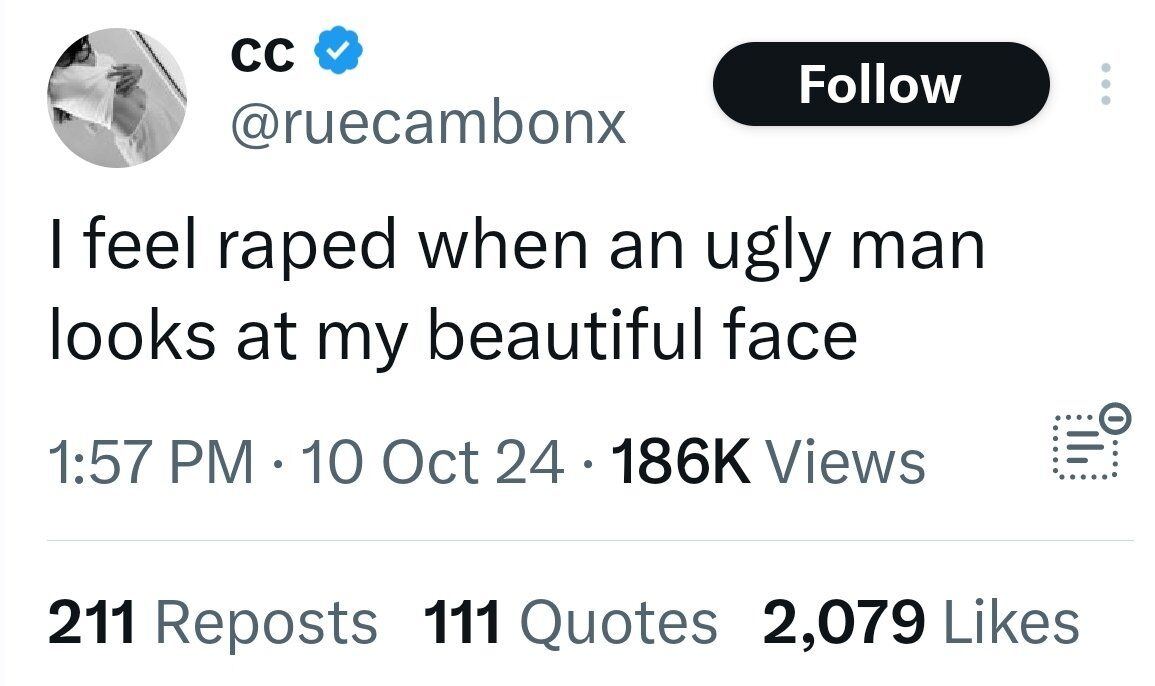 cc
@ruecambonx
Follow
I feel raped when an ugly man
looks at my beautiful face
1:57 PM · 10 Oct 24 · 186K Views
211 Reposts 111 Quotes 2,079 Likes